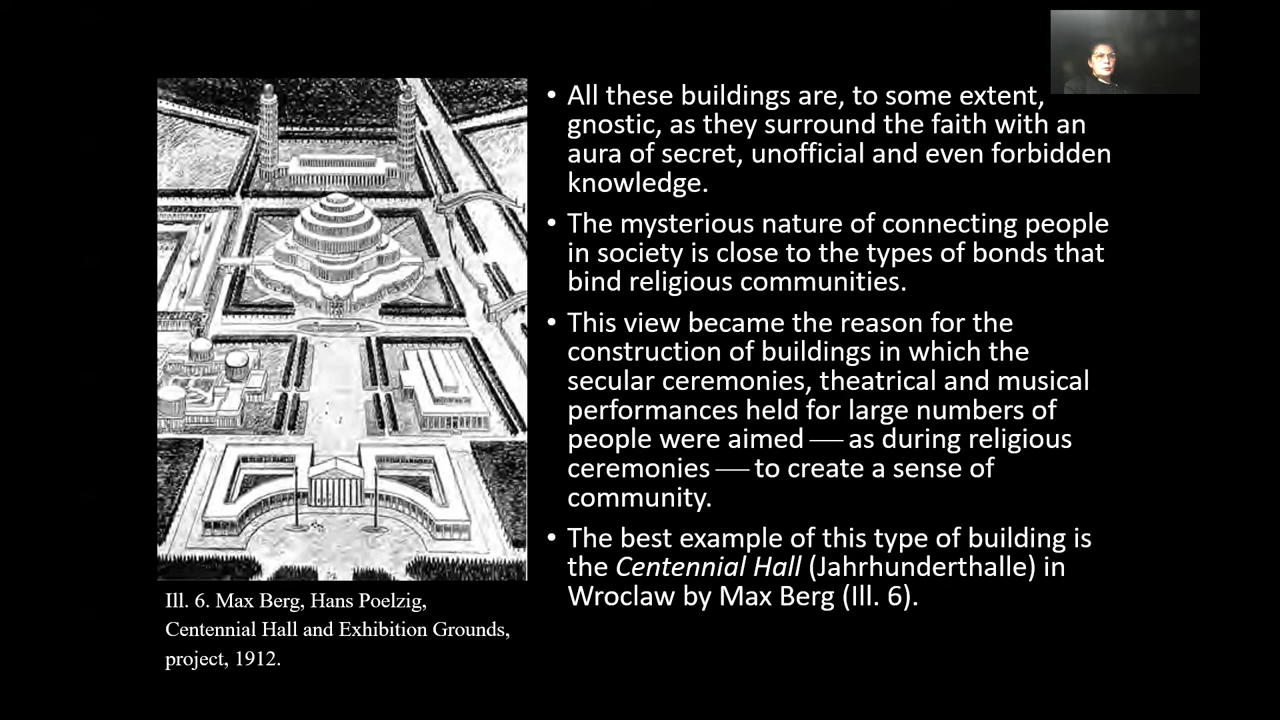 • All these buildings are, to some extent,
gnostic, as they surround the faith with an
aura of secret, unofficial and even forbidden
knowledge.
• The mysterious nature of connecting people
in society is close to the types of bonds that
bind religious communities.
• This view became the reason for the
construction of buildings in which the
secular ceremonies, theatrical and musical
performances held for large numbers of
people were aimed — as during religious
ceremonies — to create a sense of
community.
• The best example of this type of building is
the Centennial Hall (Jahrhunderthalle) in
Wroclaw by Max Berg (Ill. 6).
Ill. 6. Max Berg, Hans Poelzig,
Centennial Hall and Exhibition Grounds,
project, 1912.